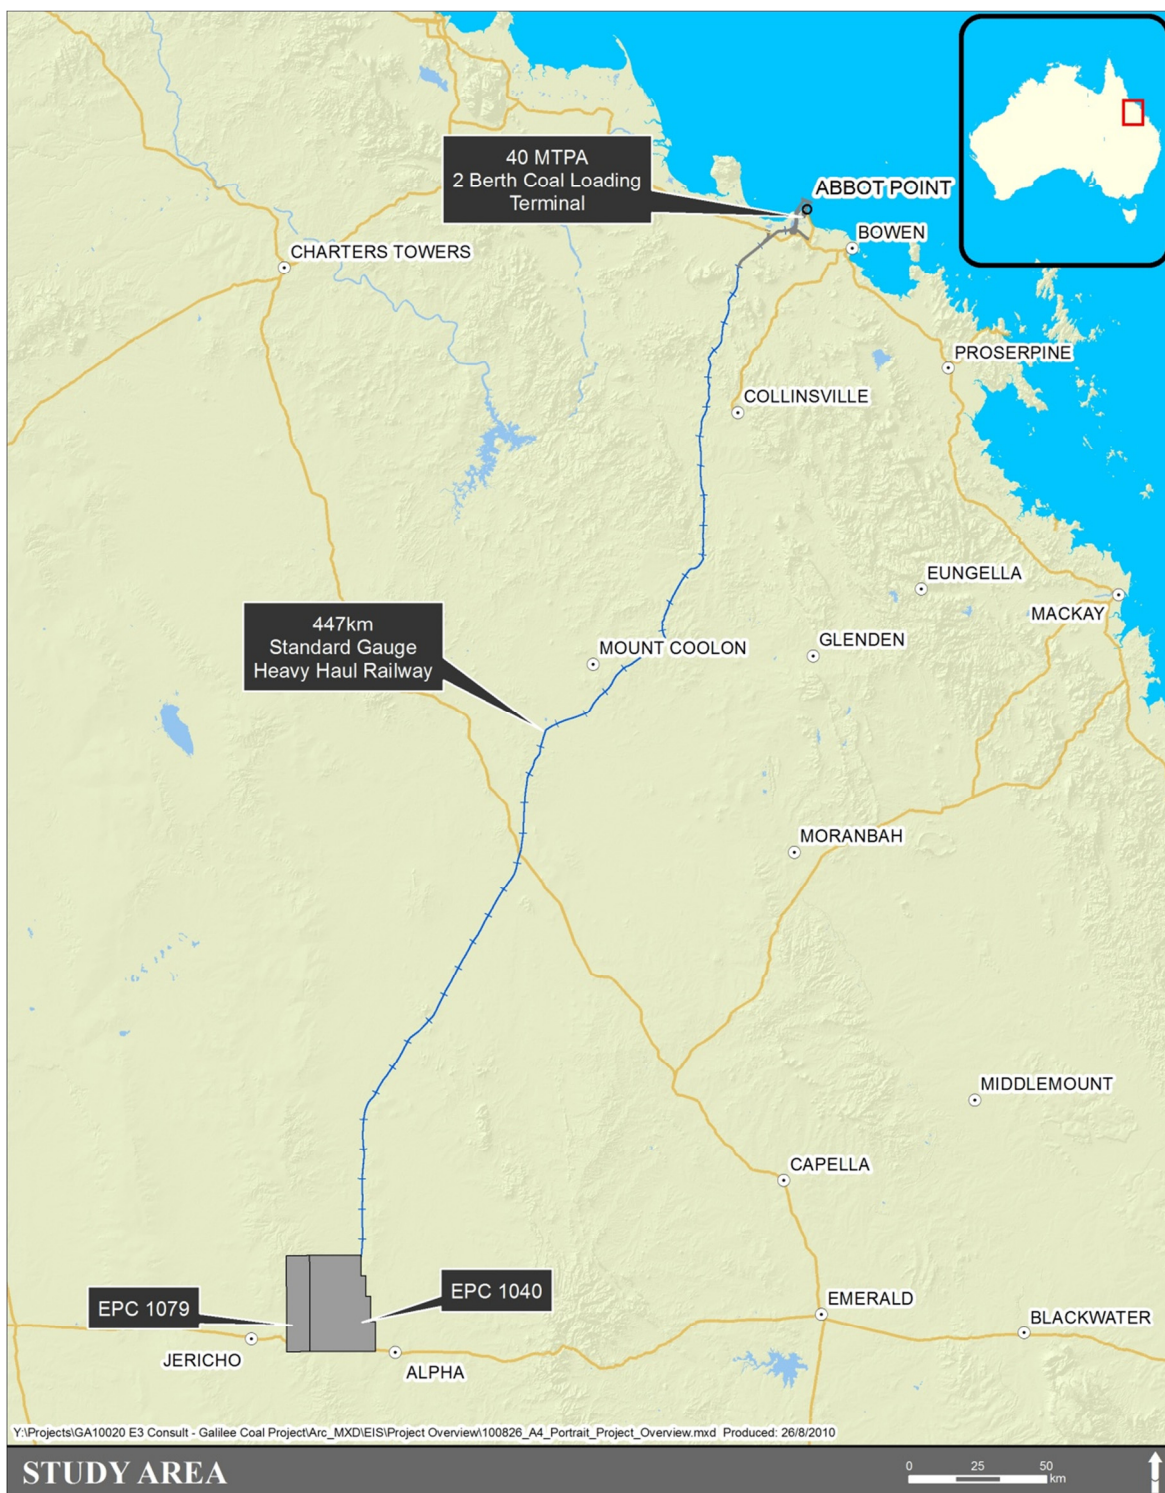 40 MTPA
2 Berth Coal Loading
Terminal
ABBOT POINT
BOWEN
CHARTERS TOWERS
PROSERPINE
COLLINSVILLE
EUNGELLA
MACKAY
447km
Standard Gauge
Heavy Haul Railway
MOUNT COOLON
GLENDEN
MORANBAH
MIDDLEMOUNT
CAPELLA
EPC 1079
EPC 1040
EMERALD
BLACKWATER
JERICHO
ALPHA
Y:\Projects\GA10020 E3 Consult - Galilee Coal Project\Arc_MXD\EIS\Project Overview\100826_A4_Portrait_Project_Overview.mxd Produced: 26/8/2010
STUDY AREA
0 25 50
km